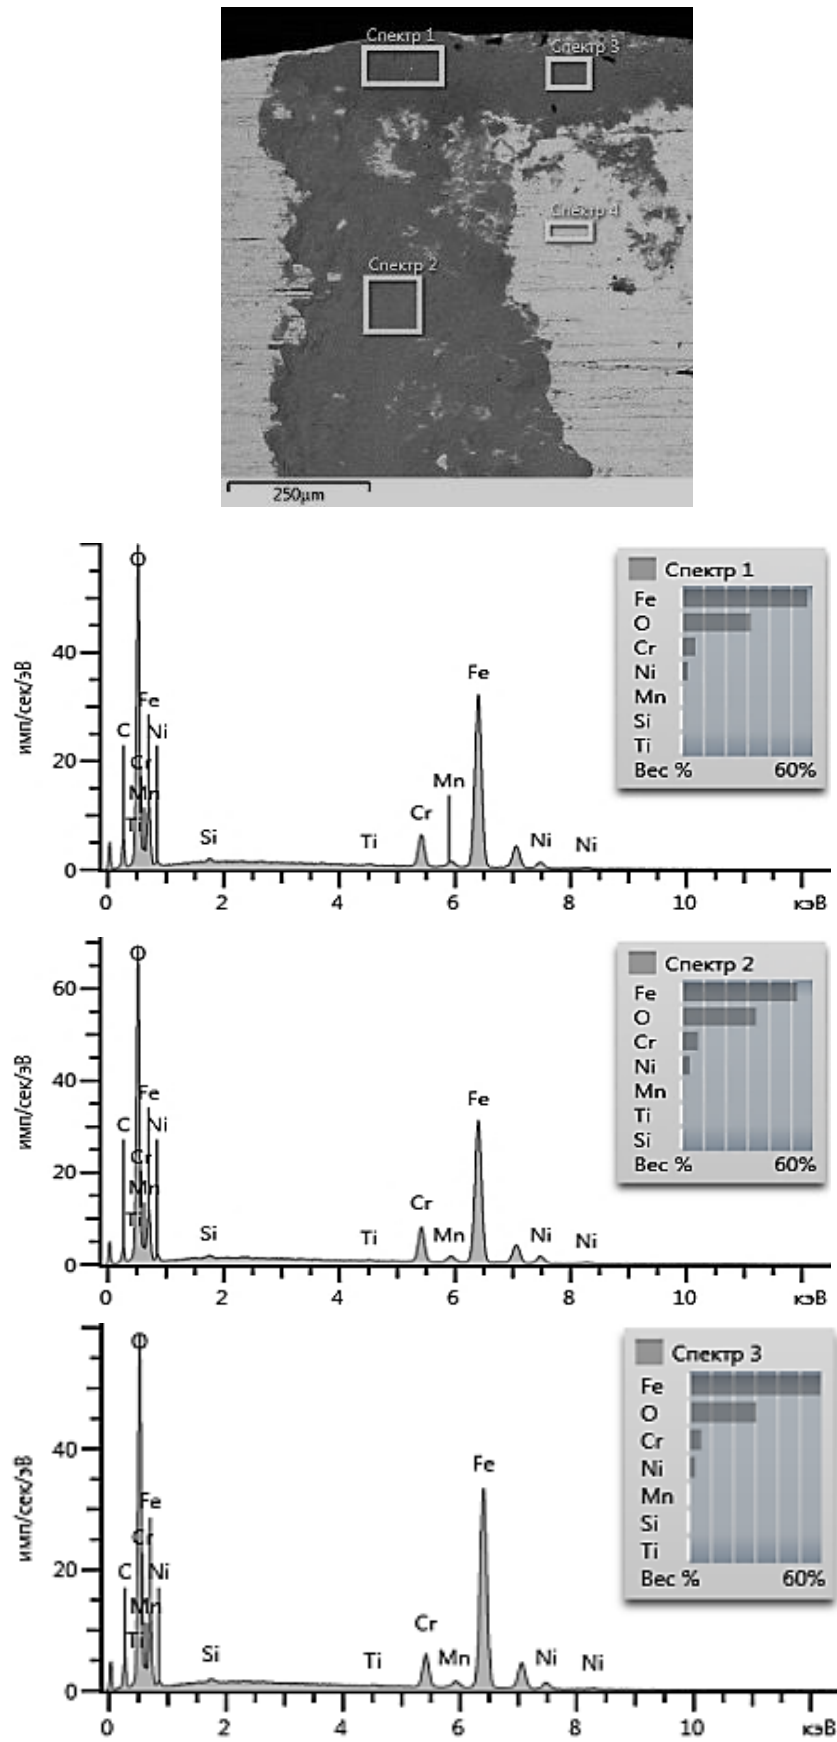 Спектр 1
Спектр 3
Спектр 4
Спектр 2
250µm
имп/сек/эВ
40
20
0
O
Fe
C
Ni
Cr
Mn
Ti
Si
Ti
Cr
Mn
Fe
Ni
Ni
0 2 4 6 8 10 кэВ
Спектр 1
Fe
O
Cr
Ni
Mn
Si
Ti
Вес % 60%
имп/сек/эВ
60
40
20
0
O
Fe
C
Ni
Cr
Mn
Ti
Si
Ti
Cr
Mn
Fe
Ni
Ni
0 2 4 6 8 10 кэВ
Спектр 2
Fe
O
Cr
Ni
Mn
Ti
Si
Вес % 60%
имп/сек/эВ
40
20
0
O
Fe
Cr
C
Ni
Mn
Ti
Si
Ti
Cr
Mn
Fe
Ni
Ni
0 2 4 6 8 10 кэВ
Спектр 3
Fe
O
Cr
Ni
Mn
Si
Ti
Вес % 60%